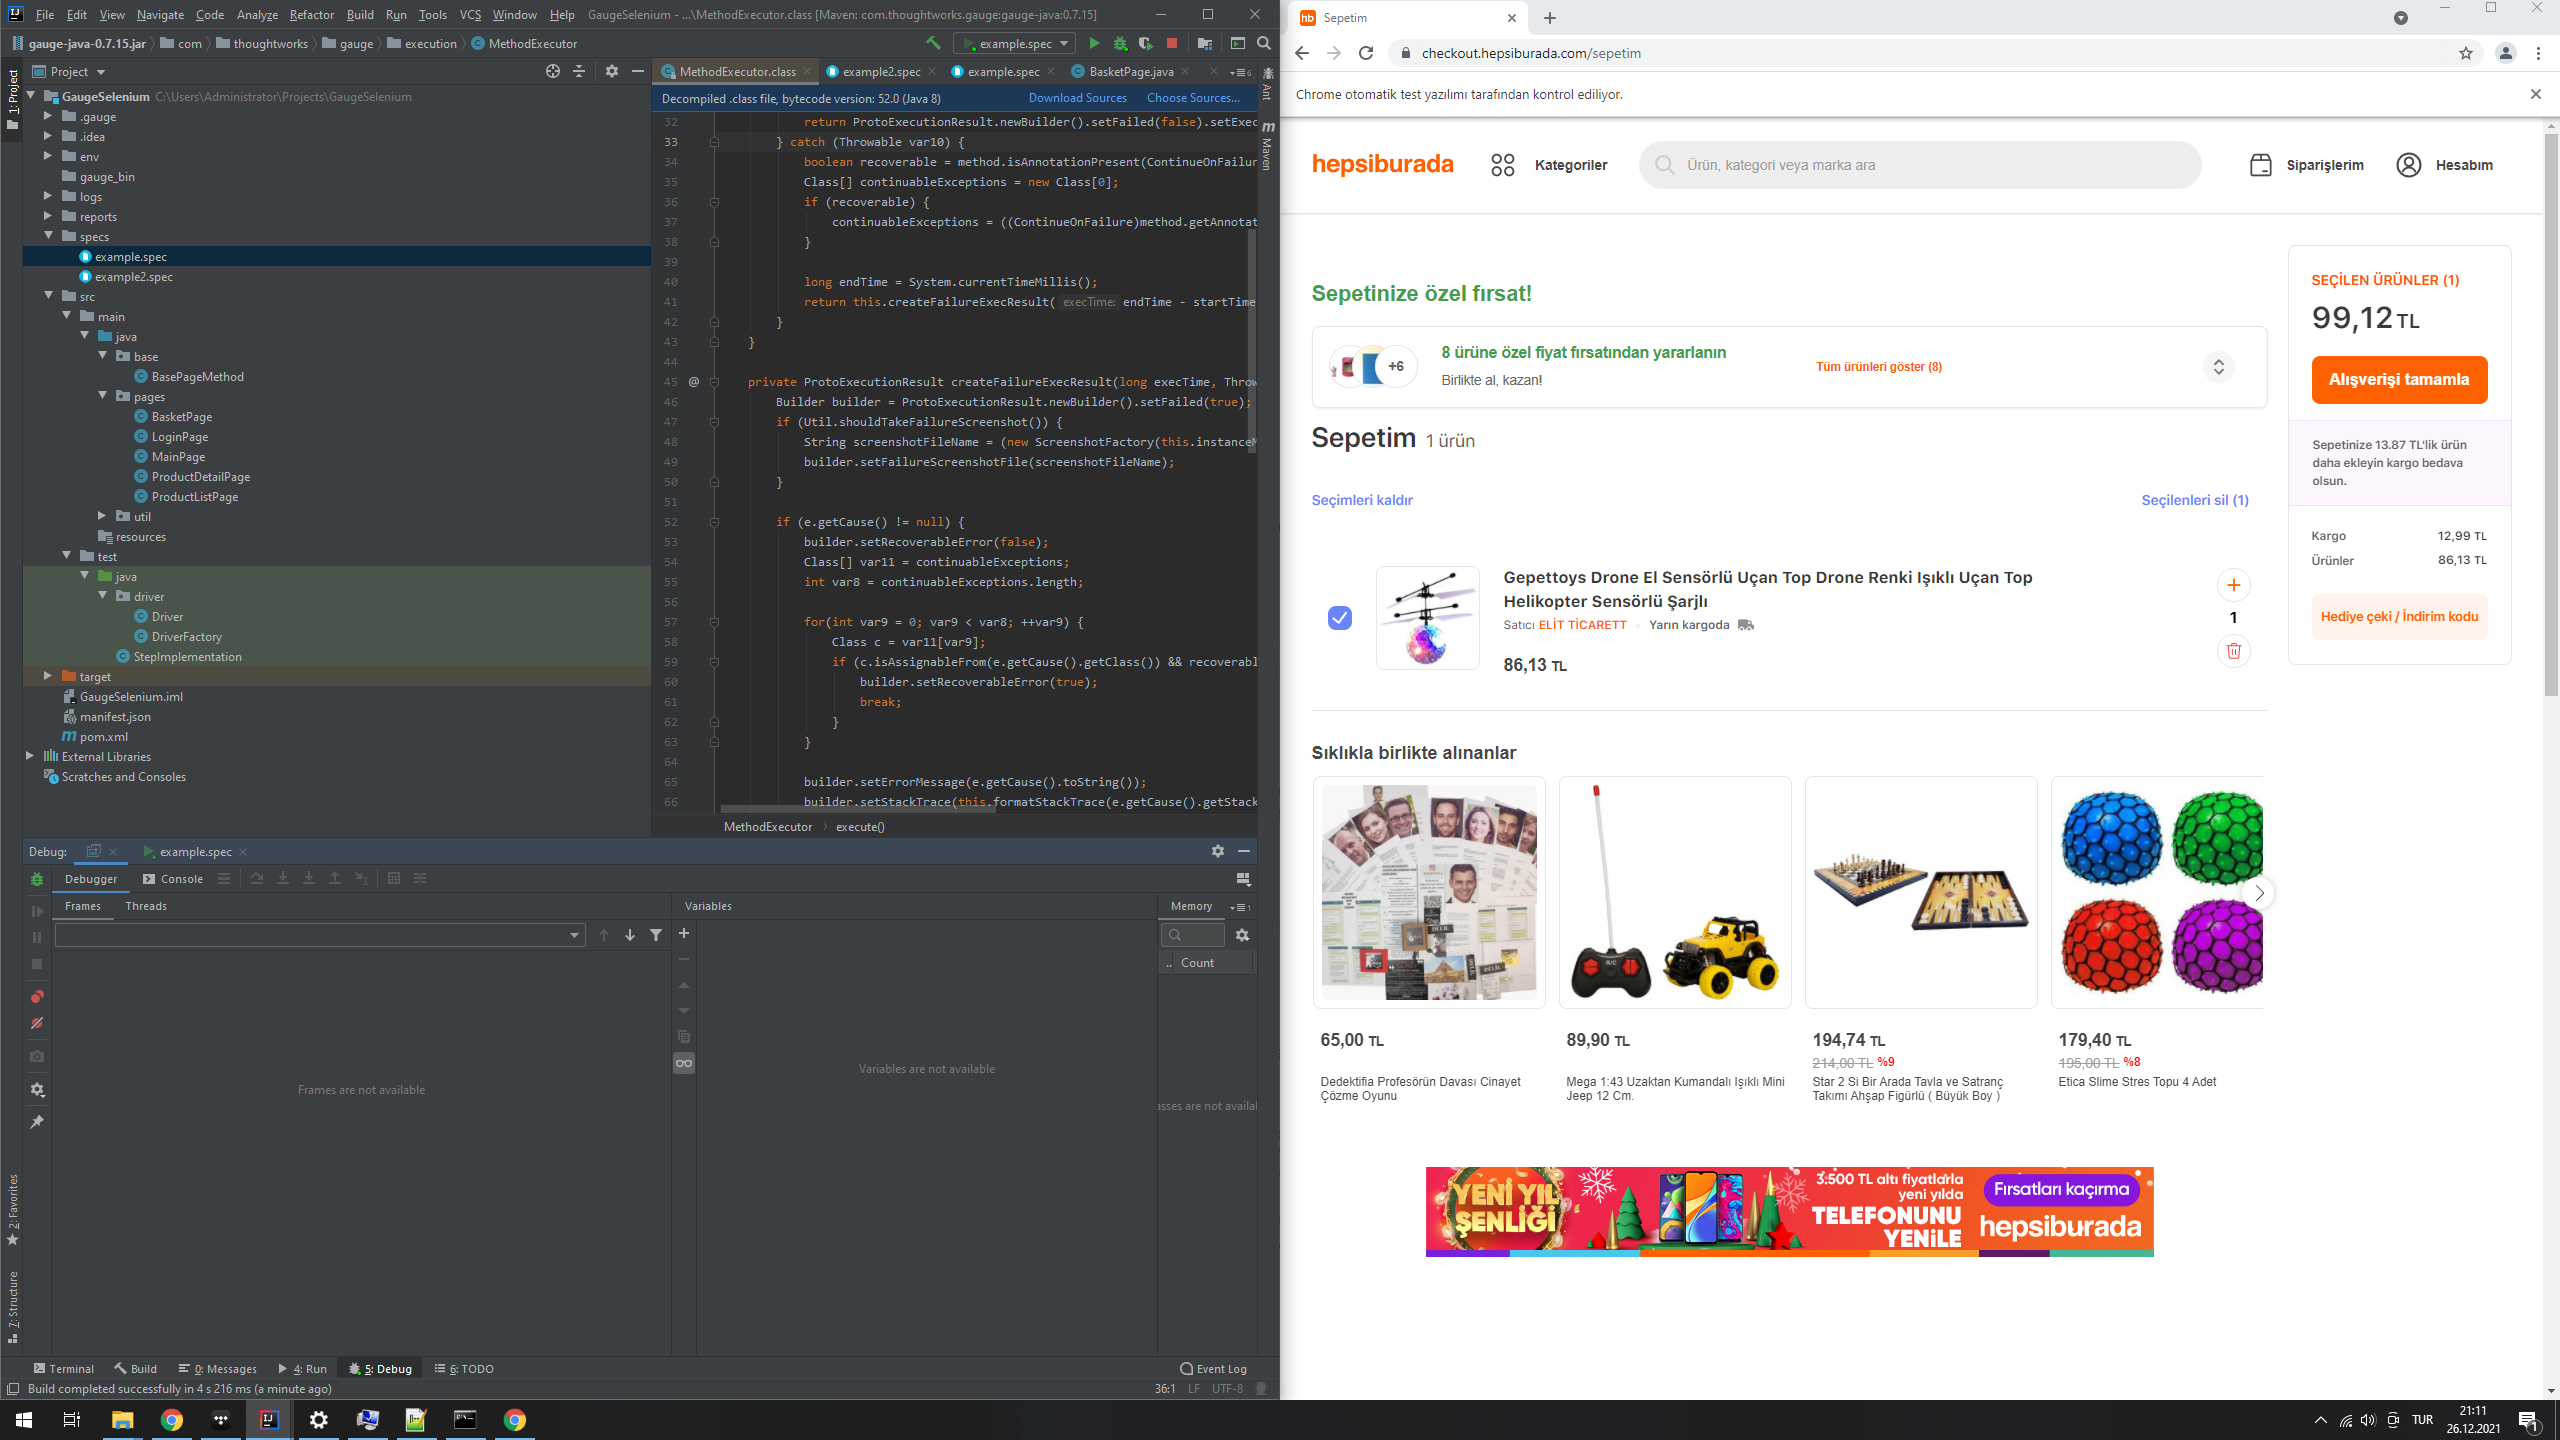 File Edit View Navigate Code Analyze Refactor Build Run Tools VCS Window Help GaugeSelenium - ...\MethodExecutor.class [Maven: com.thoughtworks.gauge:gauge-java:0.7.15]
gauge-java-0.7.15.jar com thoughtworks gauge execution MethodExecutor
example.spec
Project
MethodExecutor.class example2.spec example.spec BasketPage.java
1: Project
GaugeSelenium C:\Users\Administrator\Projects\GaugeSelenium
.gauge
.idea
env
gauge_bin
logs
reports
specs
example.spec
example2.spec
src
main
java
base
BasePageMethod
pages
BasketPage
LoginPage
MainPage
ProductDetailPage
ProductListPage
util
resources
test
java
driver
Driver
DriverFactory
StepImplementation
target
GaugeSelenium.iml
manifest.json
pom.xml
External Libraries
Scratches and Consoles
Decompiled .class file, bytecode version: 52.0 (Java 8) Download Sources Choose Sources...
Ant
Maven
32 return ProtoExecutionResult.newBuilder().setFailed(false).setExec
33 } catch (Throwable var10) {
34 boolean recoverable = method.isAnnotationPresent(ContinueOnFailur
35 Class[] continuableExceptions = new Class[0];
36 if (recoverable) {
37 continuableExceptions = ((ContinueOnFailure)method.getAnnotat
38 }
39
40 long endTime = System.currentTimeMillis();
41 return this.createFailureExecResult( execTime: endTime - startTime
42 }
43 }
44
45 @ private ProtoExecutionResult createFailureExecResult(long execTime, Throw
46 Builder builder = ProtoExecutionResult.newBuilder().setFailed(true);
47 if (Util.shouldTakeFailureScreenshot()) {
48 String screenshotFileName = (new ScreenshotFactory(this.instanceM
49 builder.setFailureScreenshotFile(screenshotFileName);
50 }
51
52 if (e.getCause() != null) {
53 builder.setRecoverableError(false);
54 Class[] var11 = continuableExceptions;
55 int var8 = continuableExceptions.length;
56
57 for(int var9 = 0; var9 < var8; ++var9) {
58 Class c = var11[var9];
59 if (c.isAssignableFrom(e.getCause().getClass()) && recoverabl
60 builder.setRecoverableError(true);
61 break;
62 }
63 }
64
65 builder.setErrorMessage(e.getCause().toString());
66 builder.setStackTrace(this.formatStackTrace(e.getCause().getStack
MethodExecutor execute()
Debug: example.spec
Debugger Console
Frames Threads
Variables
Memory
Count
Frames are not available
Variables are not available
asses are not availal
2: Favorites
7: Structure
Terminal Build 0: Messages 4: Run 5: Debug 6: TODO Event Log
Build completed successfully in 4 s 216 ms (a minute ago) 36:1 LF UTF-8
hb Sepetim
checkout.hepsiburada.com/sepetim
Chrome otomatik test yazılımı tarafından kontrol ediliyor.
hepsiburada Kategoriler Ürün, kategori veya marka ara Siparişlerim Hesabım
Sepetinize özel fırsat!
+6
8 ürüne özel fiyat fırsatından yararlanın
Birlikte al, kazan!
Tüm ürünleri göster (8)
Sepetim 1 ürün
Seçimleri kaldır Seçilenleri sil (1)
Gepettoys Drone El Sensörlü Uçan Top Drone Renki Işıklı Uçan Top
Helikopter Sensörlü Şarjlı
Satıcı ELİT TİCARETT Yarın kargoda
86,13 TL
1
SEÇİLEN ÜRÜNLER (1)
99,12 TL
Alışverişi tamamla
Sepetinize 13.87 TL'lik ürün
daha ekleyin kargo bedava
olsun.
Kargo 12,99 TL
Ürünler 86,13 TL
Hediye çeki / İndirim kodu
Sıklıkla birlikte alınanlar
R/C
65,00 TL
Dedektifia Profesörün Davası Cinayet
Çözme Oyunu
89,90 TL
Mega 1:43 Uzaktan Kumandalı Işıklı Mini
Jeep 12 Cm.
194,74 TL
214,00 TL %9
Star 2 Si Bir Arada Tavla ve Satranç
Takımı Ahşap Figürlü ( Büyük Boy )
179,40 TL
195,00 TL %8
Etica Slime Stres Topu 4 Adet
YENİ YIL
ŞENLİĞİ
3.500 TL altı fiyatlarla
yeni yılda
TELEFONUNU
YENİLE
Fırsatları kaçırma
hepsiburada
TUR
21:11
26.12.2021
1